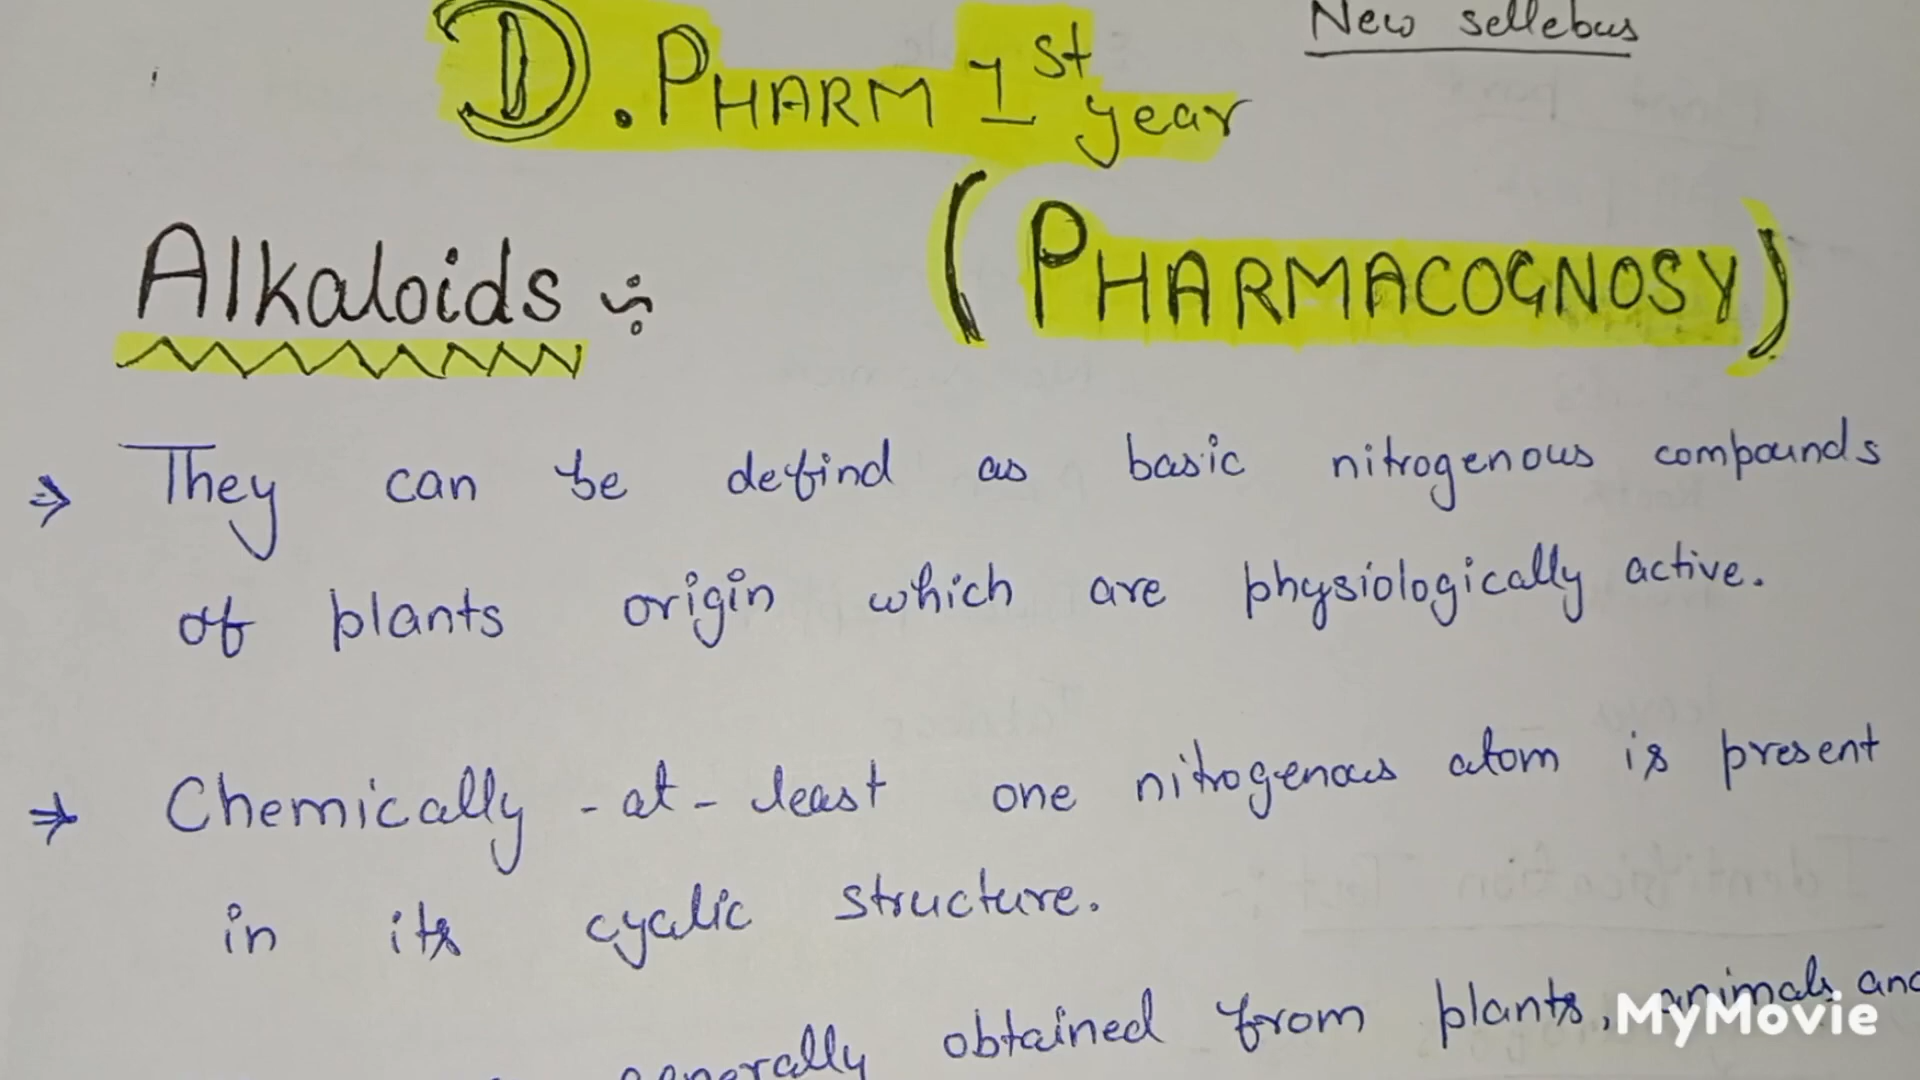 New sellebus
D. PHARM 1st year
(PHARMACOGNOSY)
Alkaloids :
⇒ They can be defind as basic nitrogenous compounds
of plants origin which are physiologically active.
⇒ Chemically - at - least one nitrogenous atom is present
in its cyclic structure.
generally obtained from plants, animals and
MyMovie